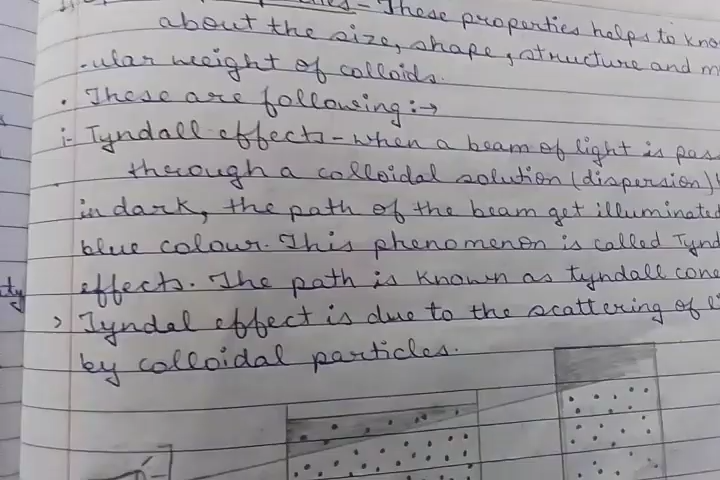 These properties helps to kno
about the size, shape, structure and m
-ular weight of colloids.
• These are following :→
i- Tyndall-effects - when a beam of light is pas
through a colloidal solution (dispersion)
in dark, the path of the beam get illuminated
blue colour. This phenomenon is called Tynd
effects. The path is known as tyndall cone
> Tyndal effect is due to the scattering of li
by colloidal particles.